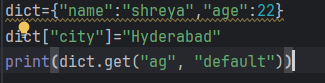 dict={"name":"shreya","age":22}
dict["city"]="Hyderabad"
print(dict.get("ag", "default"))